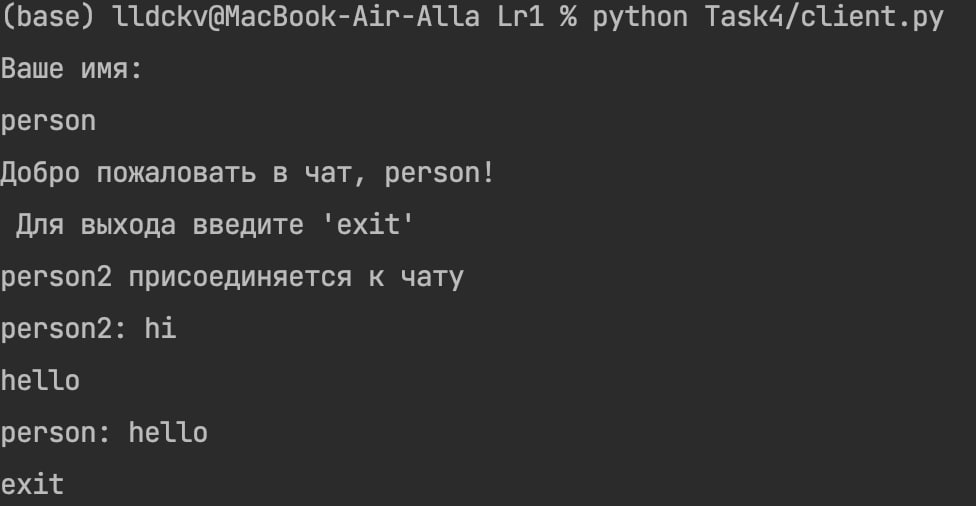 (base) lldckv@MacBook-Air-Alla Lr1 % python Task4/client.py
Ваше имя:
person
Добро пожаловать в чат, person!
 Для выхода введите 'exit'
person2 присоединяется к чату
person2: hi
hello
person: hello
exit